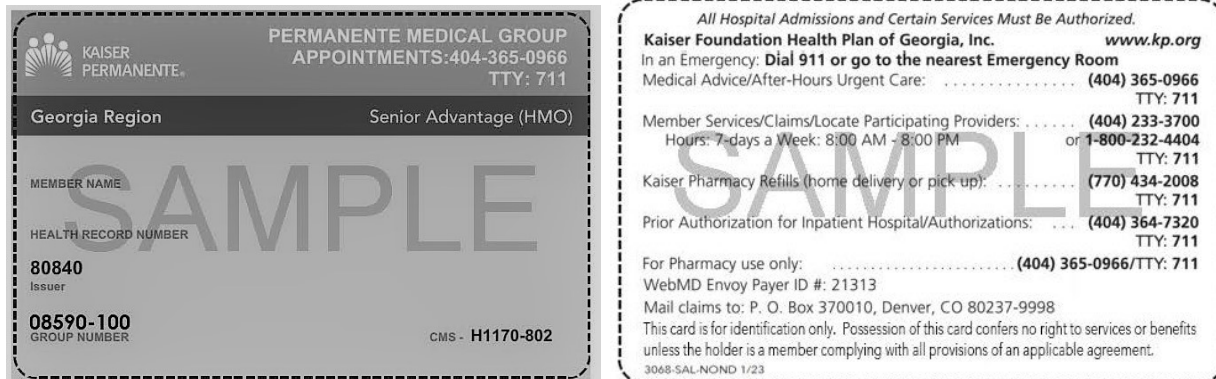 KAISER
PERMANENTE®
PERMANENTE MEDICAL GROUP
APPOINTMENTS:404-365-0966
TTY: 711
Georgia Region Senior Advantage (HMO)
SAMPLE
MEMBER NAME
HEALTH RECORD NUMBER
80840
Issuer
08590-100
GROUP NUMBER CMS - H1170-802
All Hospital Admissions and Certain Services Must Be Authorized.
Kaiser Foundation Health Plan of Georgia, Inc. www.kp.org
In an Emergency: Dial 911 or go to the nearest Emergency Room
Medical Advice/After-Hours Urgent Care: . . . . . . . . . . . . . . . (404) 365-0966
TTY: 711
Member Services/Claims/Locate Participating Providers: . . . . . . (404) 233-3700
Hours: 7-days a Week: 8:00 AM - 8:00 PM or 1-800-232-4404
TTY: 711
SAMPLE
Kaiser Pharmacy Refills (home delivery or pick up): . . . . . . . . . (770) 434-2008
TTY: 711
Prior Authorization for Inpatient Hospital/Authorizations: . . . (404) 364-7320
TTY: 711
For Pharmacy use only: . . . . . . . . . . . . . . . . . . . . . . . . (404) 365-0966/TTY: 711
WebMD Envoy Payer ID #: 21313
Mail claims to: P. O. Box 370010, Denver, CO 80237-9998
This card is for identification only. Possession of this card confers no right to services or benefits
unless the holder is a member complying with all provisions of an applicable agreement.
3068-SAL-NOND 1/23